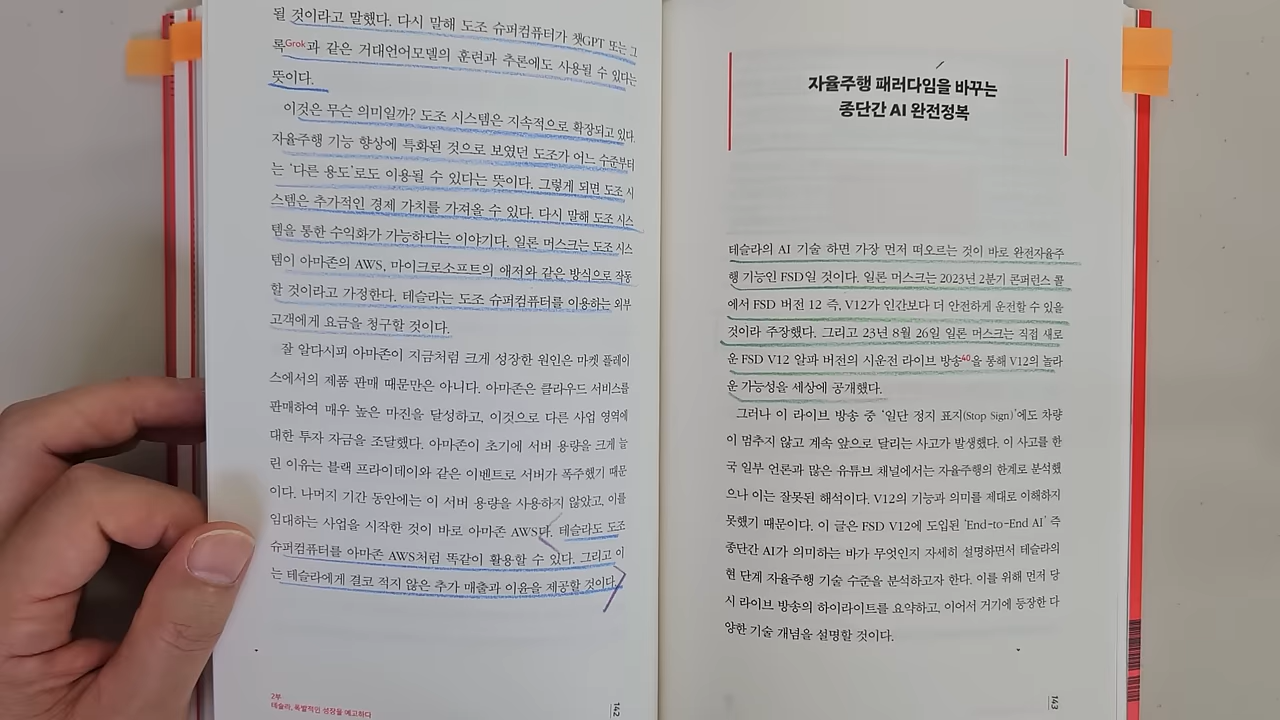 될 것이라고 말했다. 다시 말해 도조 슈퍼컴퓨터가 챗GPT 또는 그
록Grok과 같은 거대언어모델의 훈련과 추론에도 사용될 수 있다는
뜻이다.
이것은 무슨 의미일까? 도조 시스템은 지속적으로 확장되고 있다.
자율주행 기능 향상에 특화된 것으로 보였던 도조가 어느 수준부터
는 '다른 용도'로도 이용될 수 있다는 뜻이다. 그렇게 되면 도조 시
스템은 추가적인 경제 가치를 가져올 수 있다. 다시 말해 도조 시스
템을 통한 수익화가 가능하다는 이야기다. 일론 머스크는 도조 시스
템이 아마존의 AWS, 마이크로소프트의 애저와 같은 방식으로 작동
할 것이라고 가정한다. 테슬라는 도조 슈퍼컴퓨터를 이용하는 외부
고객에게 요금을 청구할 것이다.
잘 알다시피 아마존이 지금처럼 크게 성장한 원인은 마켓 플레이
스에서의 제품 판매 때문만은 아니다. 아마존은 클라우드 서비스를
판매하여 매우 높은 마진을 달성하고, 이것으로 다른 사업 영역에
대한 투자 자금을 조달했다. 아마존이 초기에 서버 용량을 크게 늘
린 이유는 블랙 프라이데이와 같은 이벤트로 서버가 폭주했기 때문
이다. 나머지 기간 동안에는 이 서버 용량을 사용하지 않았고, 이를
임대하는 사업을 시작한 것이 바로 아마존 AWS다. 테슬라도 도조
슈퍼컴퓨터를 아마존 AWS처럼 똑같이 활용할 수 있다. 그리고 이
는 테슬라에게 결코 적지 않은 추가 매출과 이윤을 제공할 것이다.
2부
테슬라, 폭발적인 성장을 예고하다
142
자율주행 패러다임을 바꾸는
종단간 AI 완전정복
테슬라의 AI 기술 하면 가장 먼저 떠오르는 것이 바로 완전자율주
행 기능인 FSD일 것이다. 일론 머스크는 2023년 2분기 콘퍼런스 콜
에서 FSD 버전 12 즉, V12가 인간보다 더 안전하게 운전할 수 있을
것이라 주장했다. 그리고 23년 8월 26일 일론 머스크는 직접 새로
운 FSD V12 알파 버전의 시운전 라이브 방송40을 통해 V12의 놀라
운 가능성을 세상에 공개했다.
그러나 이 라이브 방송 중 '일단 정지 표지(Stop Sign)'에도 차량
이 멈추지 않고 계속 앞으로 달리는 사고가 발생했다. 이 사고를 한
국 일부 언론과 많은 유튜브 채널에서는 자율주행의 한계로 분석했
으나 이는 잘못된 해석이다. V12의 기능과 의미를 제대로 이해하지
못했기 때문이다. 이 글은 FSD V12에 도입된 'End-to-End AI' 즉
종단간 AI가 의미하는 바가 무엇인지 자세히 설명하면서 테슬라의
현 단계 자율주행 기술 수준을 분석하고자 한다. 이를 위해 먼저 당
시 라이브 방송의 하이라이트를 요약하고, 이어서 거기에 등장한 다
양한 기술 개념을 설명할 것이다.
143